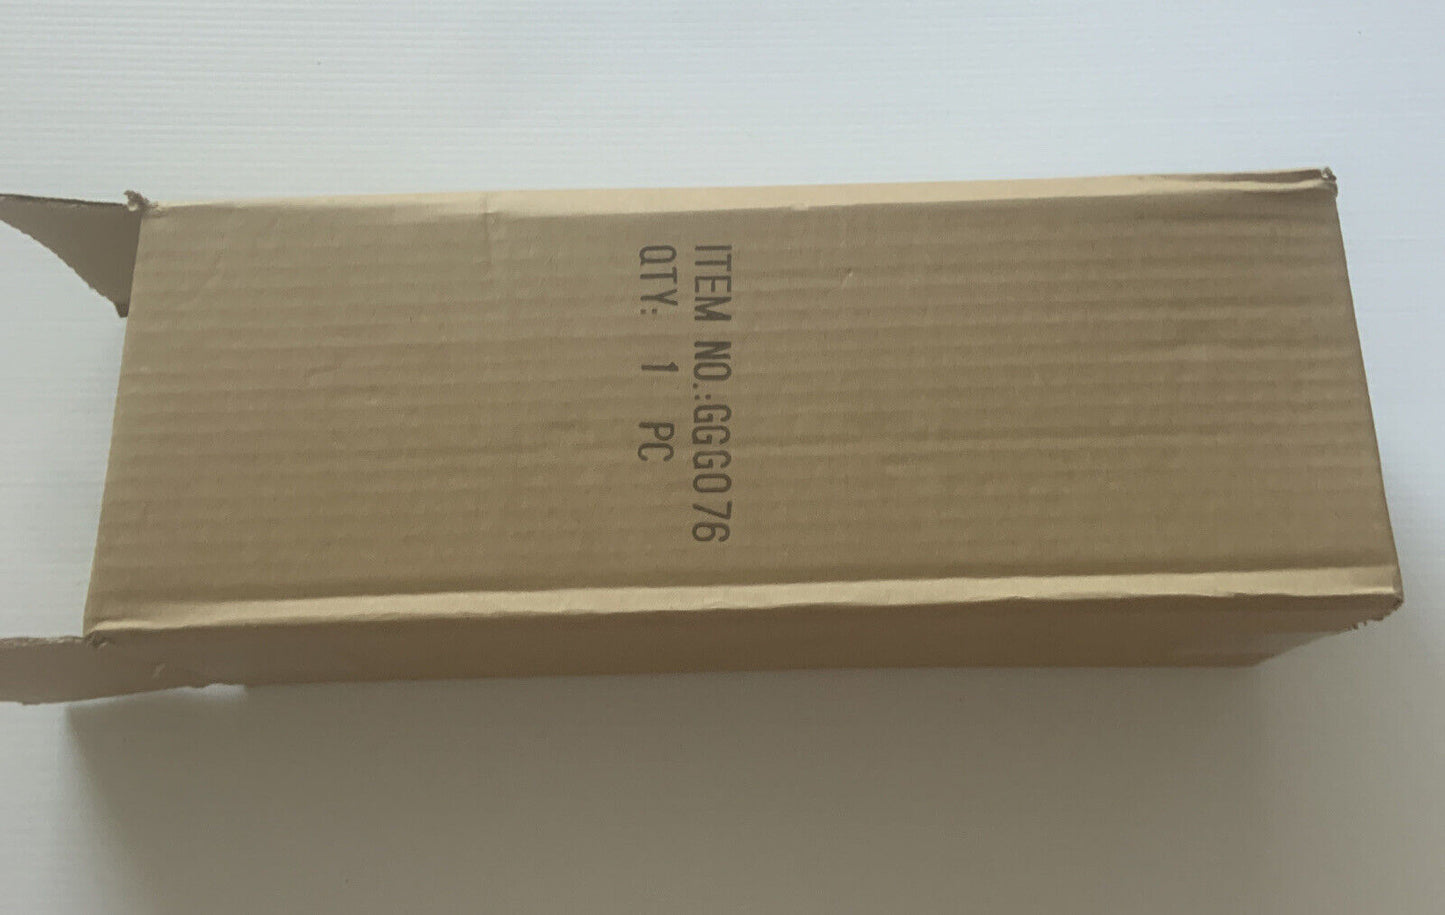 ITEM NO.:GGG076
QTY: 1 PC